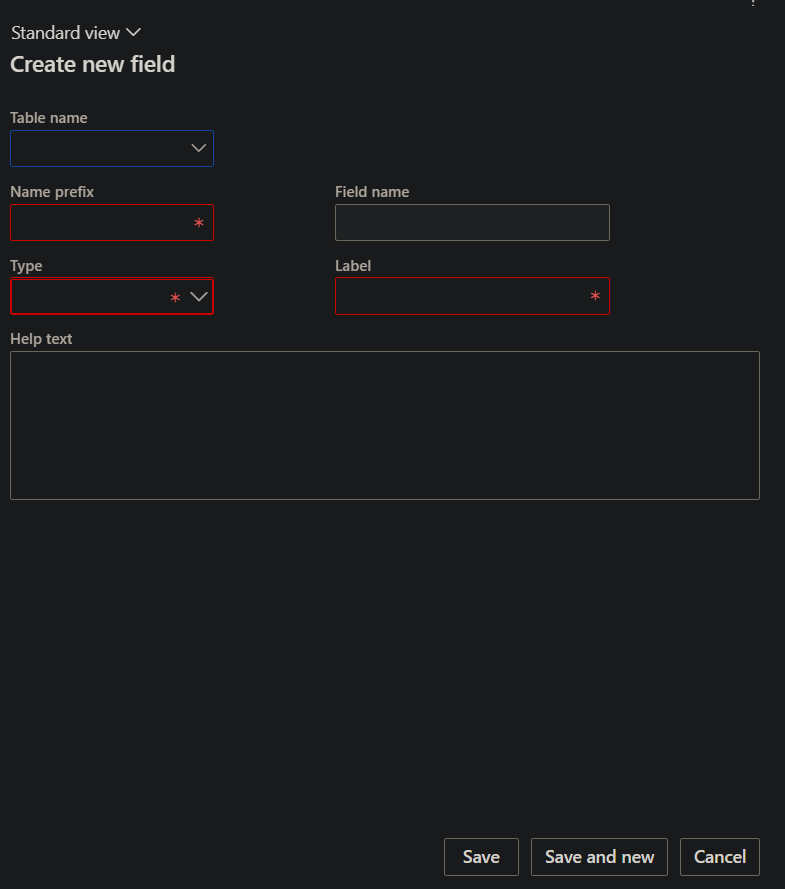 Standard view
Create new field
Table name
Name prefix
Field name
*
Type
Label
* *
Help text
Save Save and new Cancel